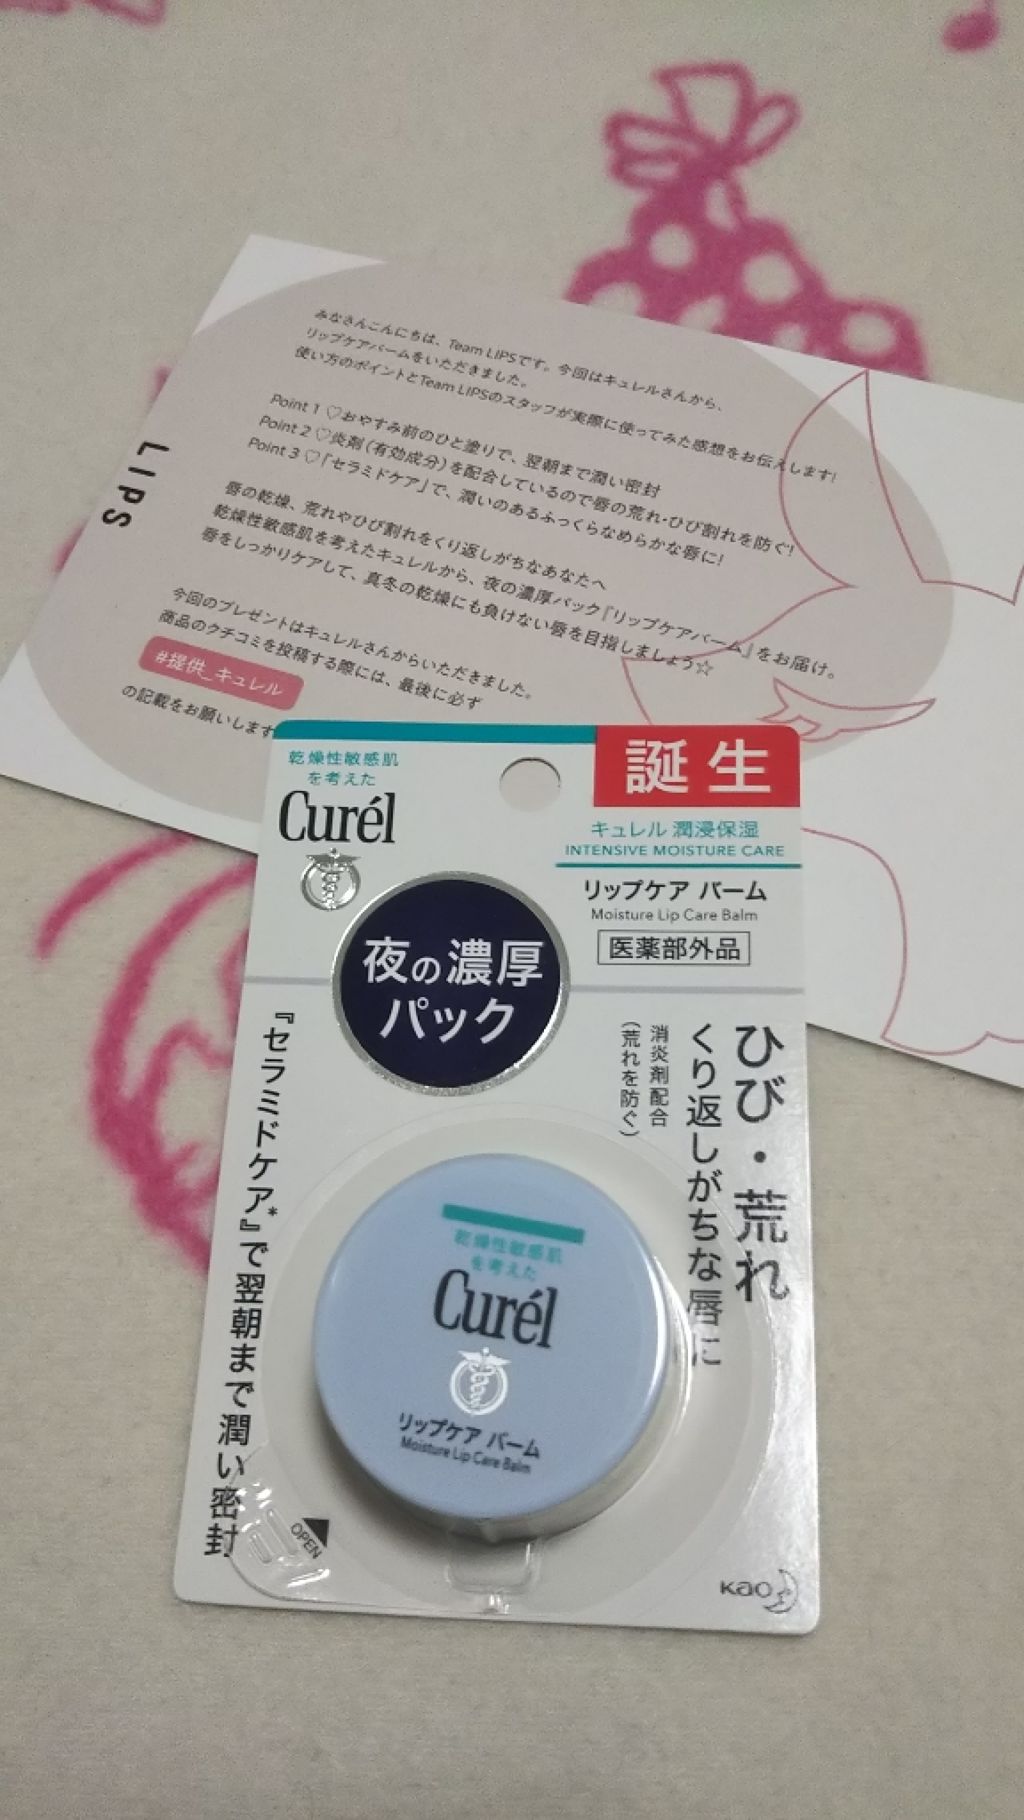 みなさんこんにちは、Team LIPSです。今回はキュレルさんから、
リップケアバームをいただきました。
使い方のポイントとTeam LIPSのスタッフが実際に使ってみた感想をお伝えします!
Point 1 ♡おやすみ前のひと塗りで、翌朝まで潤い密封
Point 2 ♡炎剤(有効成分)を配合しているので唇の荒れ・ひび割れを防ぐ!
Point 3 ♡「セラミドケア」で、潤いのあるふっくらなめらかな唇に!
唇の乾燥、荒れやひび割れをくり返しがちなあなたへ
乾燥性敏感肌を考えたキュレルから、夜の濃厚パック『リップケアバーム』をお届け。
唇をしっかりケアして、真冬の乾燥にも負けない唇を目指しましょう☆
今回のプレゼントはキュレルさんからいただきました。
商品のクチコミを投稿する際には、最後に必ず
#提供_キュレル
の記載をお願いします
LIPS
乾燥性敏感肌
を考えた
Curél
誕生
キュレル 潤浸保湿
INTENSIVE MOISTURE CARE
リップケア バーム
Moisture Lip Care Balm
医薬部外品
夜の濃厚
パック
ひび・荒れ
くり返しがちな唇に
消炎剤配合
(荒れを防ぐ)
『セラミドケア*』で翌朝まで潤い密封
乾燥性敏感肌
を考えた
Curél
リップケア バーム
Moisture Lip Care Balm
OPEN
Kao